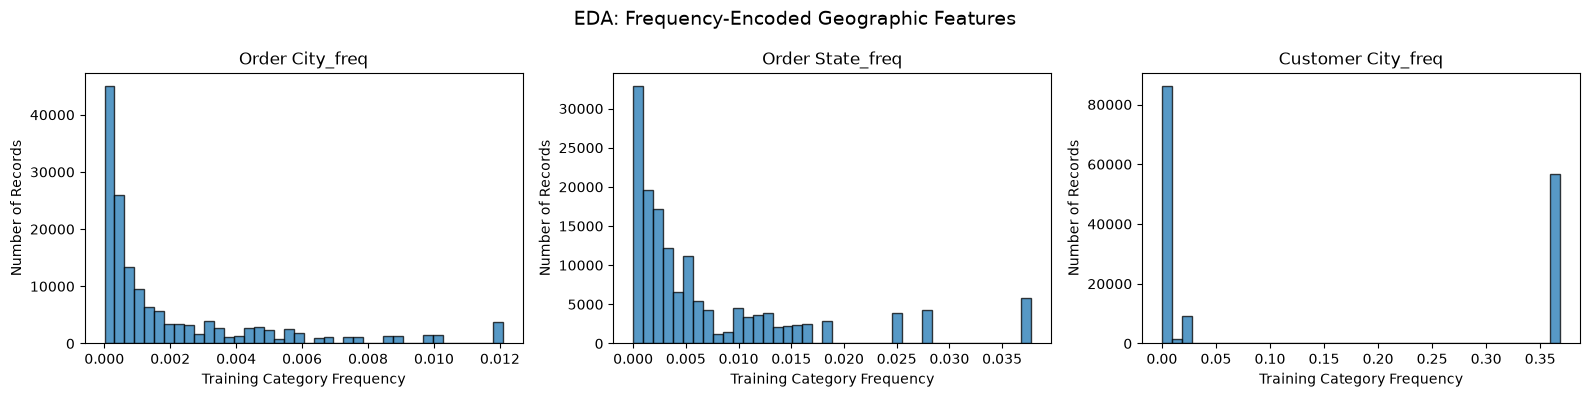 EDA: Frequency-Encoded Geographic Features
Order City_freq
Number of Records
40000
30000
20000
10000
0
0.000 0.002 0.004 0.006 0.008 0.010 0.012
Training Category Frequency
Order State_freq
Number of Records
30000
25000
20000
15000
10000
5000
0
0.000 0.005 0.010 0.015 0.020 0.025 0.030 0.035
Training Category Frequency
Customer City_freq
Number of Records
80000
60000
40000
20000
0
0.00 0.05 0.10 0.15 0.20 0.25 0.30 0.35
Training Category Frequency